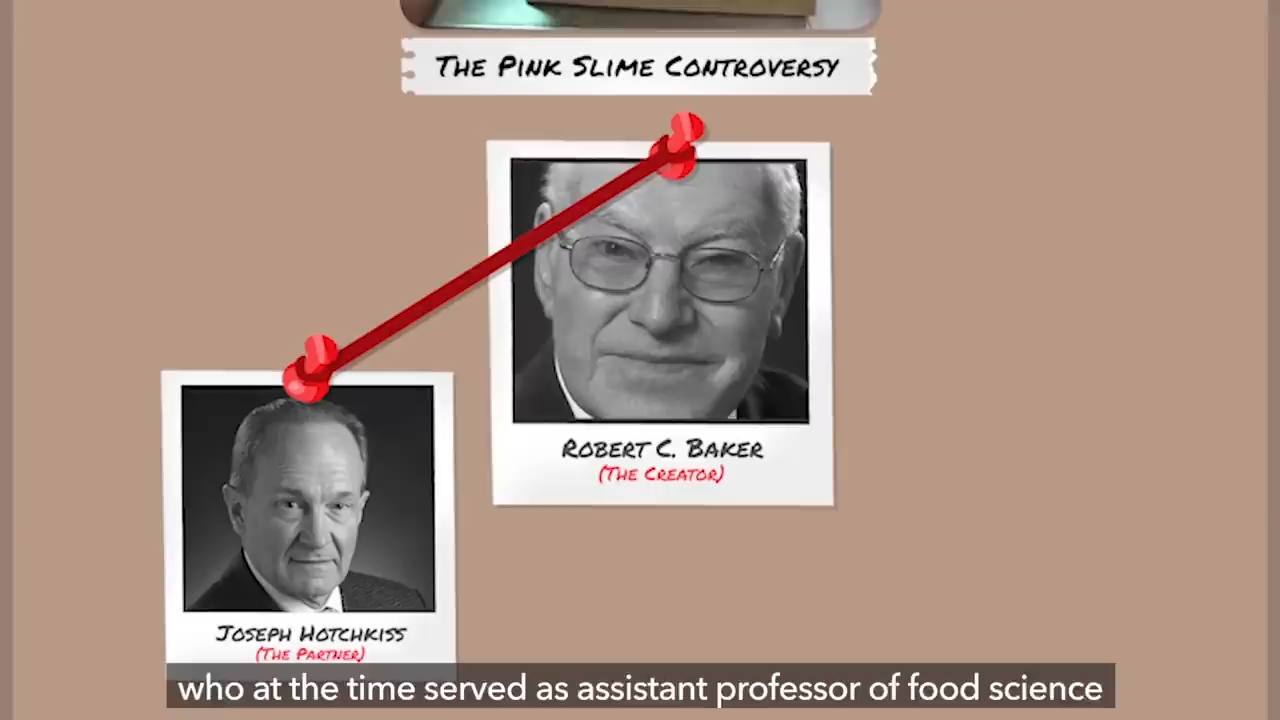 THE PINK SLIME CONTROVERSY
ROBERT C. BAKER
(THE CREATOR)
JOSEPH HOTCHKISS
(THE PARTNER)
who at the time served as assistant professor of food science